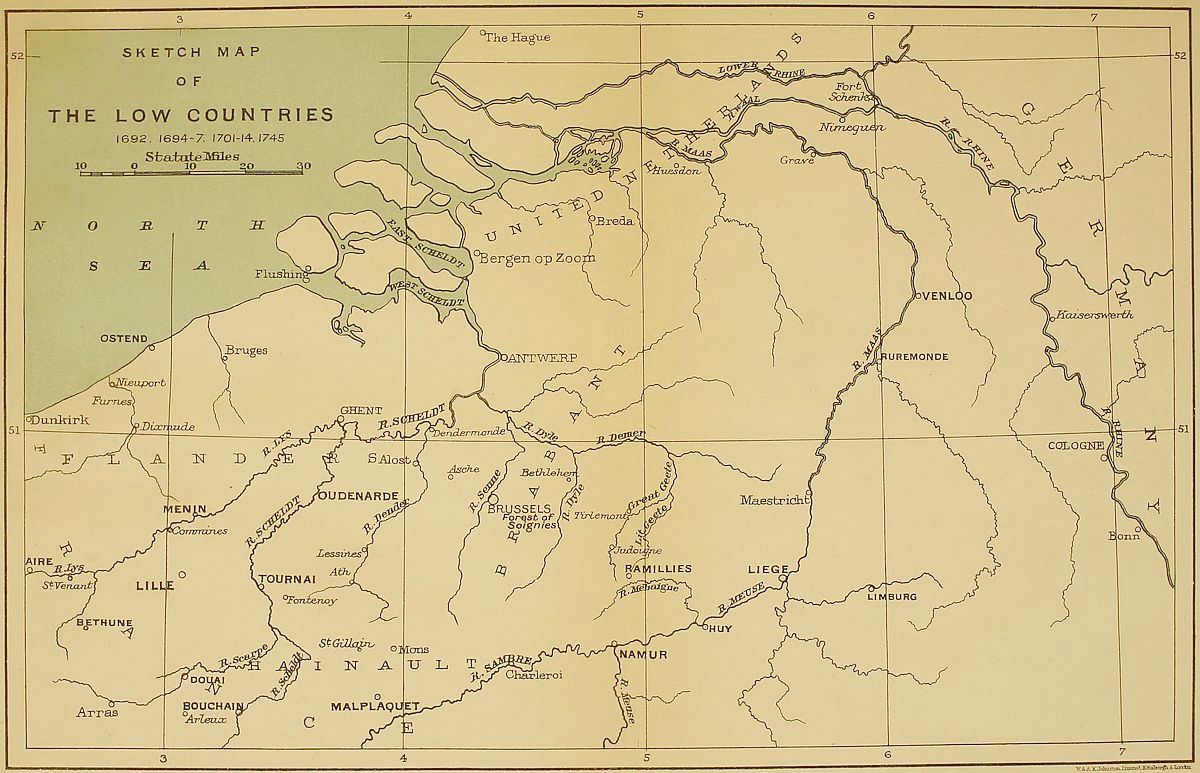 3 4 5 6 7
SKETCH MAP
OF
THE LOW COUNTRIES
1692. 1694-7. 1701-14. 1745
Statute Miles
10 0 10 20 30
52
52
51
51
NORTH
SEA
The Hague
LOWER RHINE
R. WAAL
Fort
Schenk
Nimeguen
R. RHINE
R. MAAS
Huesdon
Grave
UNITED NETHERLANDS
GERMANY
Breda
Bergen op Zoom
EAST SCHELDT
Flushing
WEST SCHELDT
VENLOO
Kaiserswerth
OSTEND
Bruges
ANTWERP
R. MAAS
RUREMONDE
Nieuport
Furnes
Dunkirk
Dixmude
GHENT
R. LYS
R. SCHELDT
Dendermonde
R. Dyle
R. Demer
R. RHINE
COLOGNE
FLANDERS
BRABANT
Alost
Asche
Bethlehem
R. Senne
R. Dyle
Great Geete
Lit. Geete
Maestricht
MENIN
OUDENARDE
R. SCHELDT
R. Dender
BRUSSELS
Forest of
Soignies
Tirlemont
Commines
Lessines
Judoigne
Bonn
AIRE
R. Lys
St Venant
LILLE
TOURNAI
Ath
Fontenoy
RAMILLIES
R. Mehaigne
LIEGE
LIMBURG
R. MEUSE
BETHUNE
HUY
St Gillain
Mons
NAMUR
R. Scarpe
HAINAULT
R. SAMBRE
Charleroi
DOUAI
R. Scheldt
R. Meuse
Arras
BOUCHAIN
Arleux
MALPLAQUET
FRANCE
3 4 5 6 7
W. & A. K. Johnston, Limited, Edinburgh & London